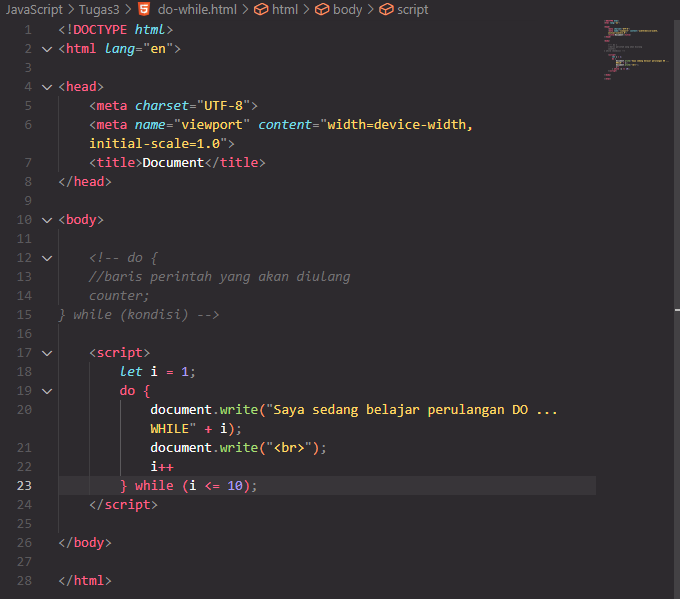 JavaScript > Tugas3 > do-while.html > html > body > script
1 <!DOCTYPE html>
2 <html lang="en">
3
4 <head>
5     <meta charset="UTF-8">
6     <meta name="viewport" content="width=device-width,
    initial-scale=1.0">
7     <title>Document</title>
8 </head>
9
10 <body>
11
12     <!-- do {
13     //baris perintah yang akan diulang
14     counter;
15 } while (kondisi) -->
16
17     <script>
18         let i = 1;
19         do {
20             document.write("Saya sedang belajar perulangan DO ...
            WHILE" + i);
21             document.write("<br>");
22             i++
23         } while (i <= 10);
24     </script>
25
26 </body>
27
28 </html>